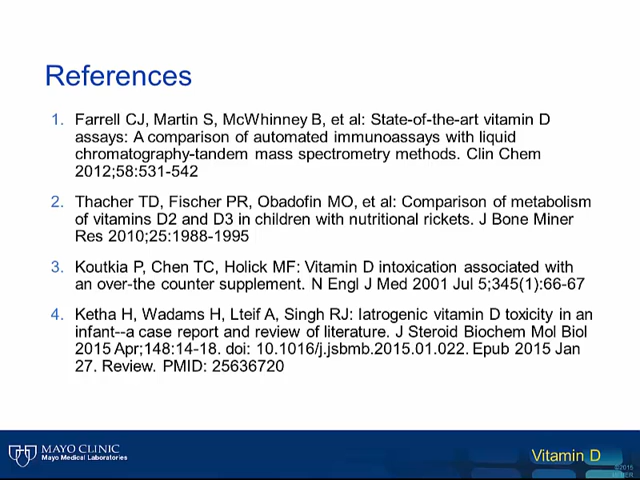 References
1. Farrell CJ, Martin S, McWhinney B, et al: State-of-the-art vitamin D
assays: A comparison of automated immunoassays with liquid
chromatography-tandem mass spectrometry methods. Clin Chem
2012;58:531-542
2. Thacher TD, Fischer PR, Obadofin MO, et al: Comparison of metabolism
of vitamins D2 and D3 in children with nutritional rickets. J Bone Miner
Res 2010;25:1988-1995
3. Koutkia P, Chen TC, Holick MF: Vitamin D intoxication associated with
an over-the counter supplement. N Engl J Med 2001 Jul 5;345(1):66-67
4. Ketha H, Wadams H, Lteif A, Singh RJ: Iatrogenic vitamin D toxicity in an
infant--a case report and review of literature. J Steroid Biochem Mol Biol
2015 Apr;148:14-18. doi: 10.1016/j.jsbmb.2015.01.022. Epub 2015 Jan
27. Review. PMID: 25636720
MAYO CLINIC
Mayo Medical Laboratories
Vitamin D
©2015